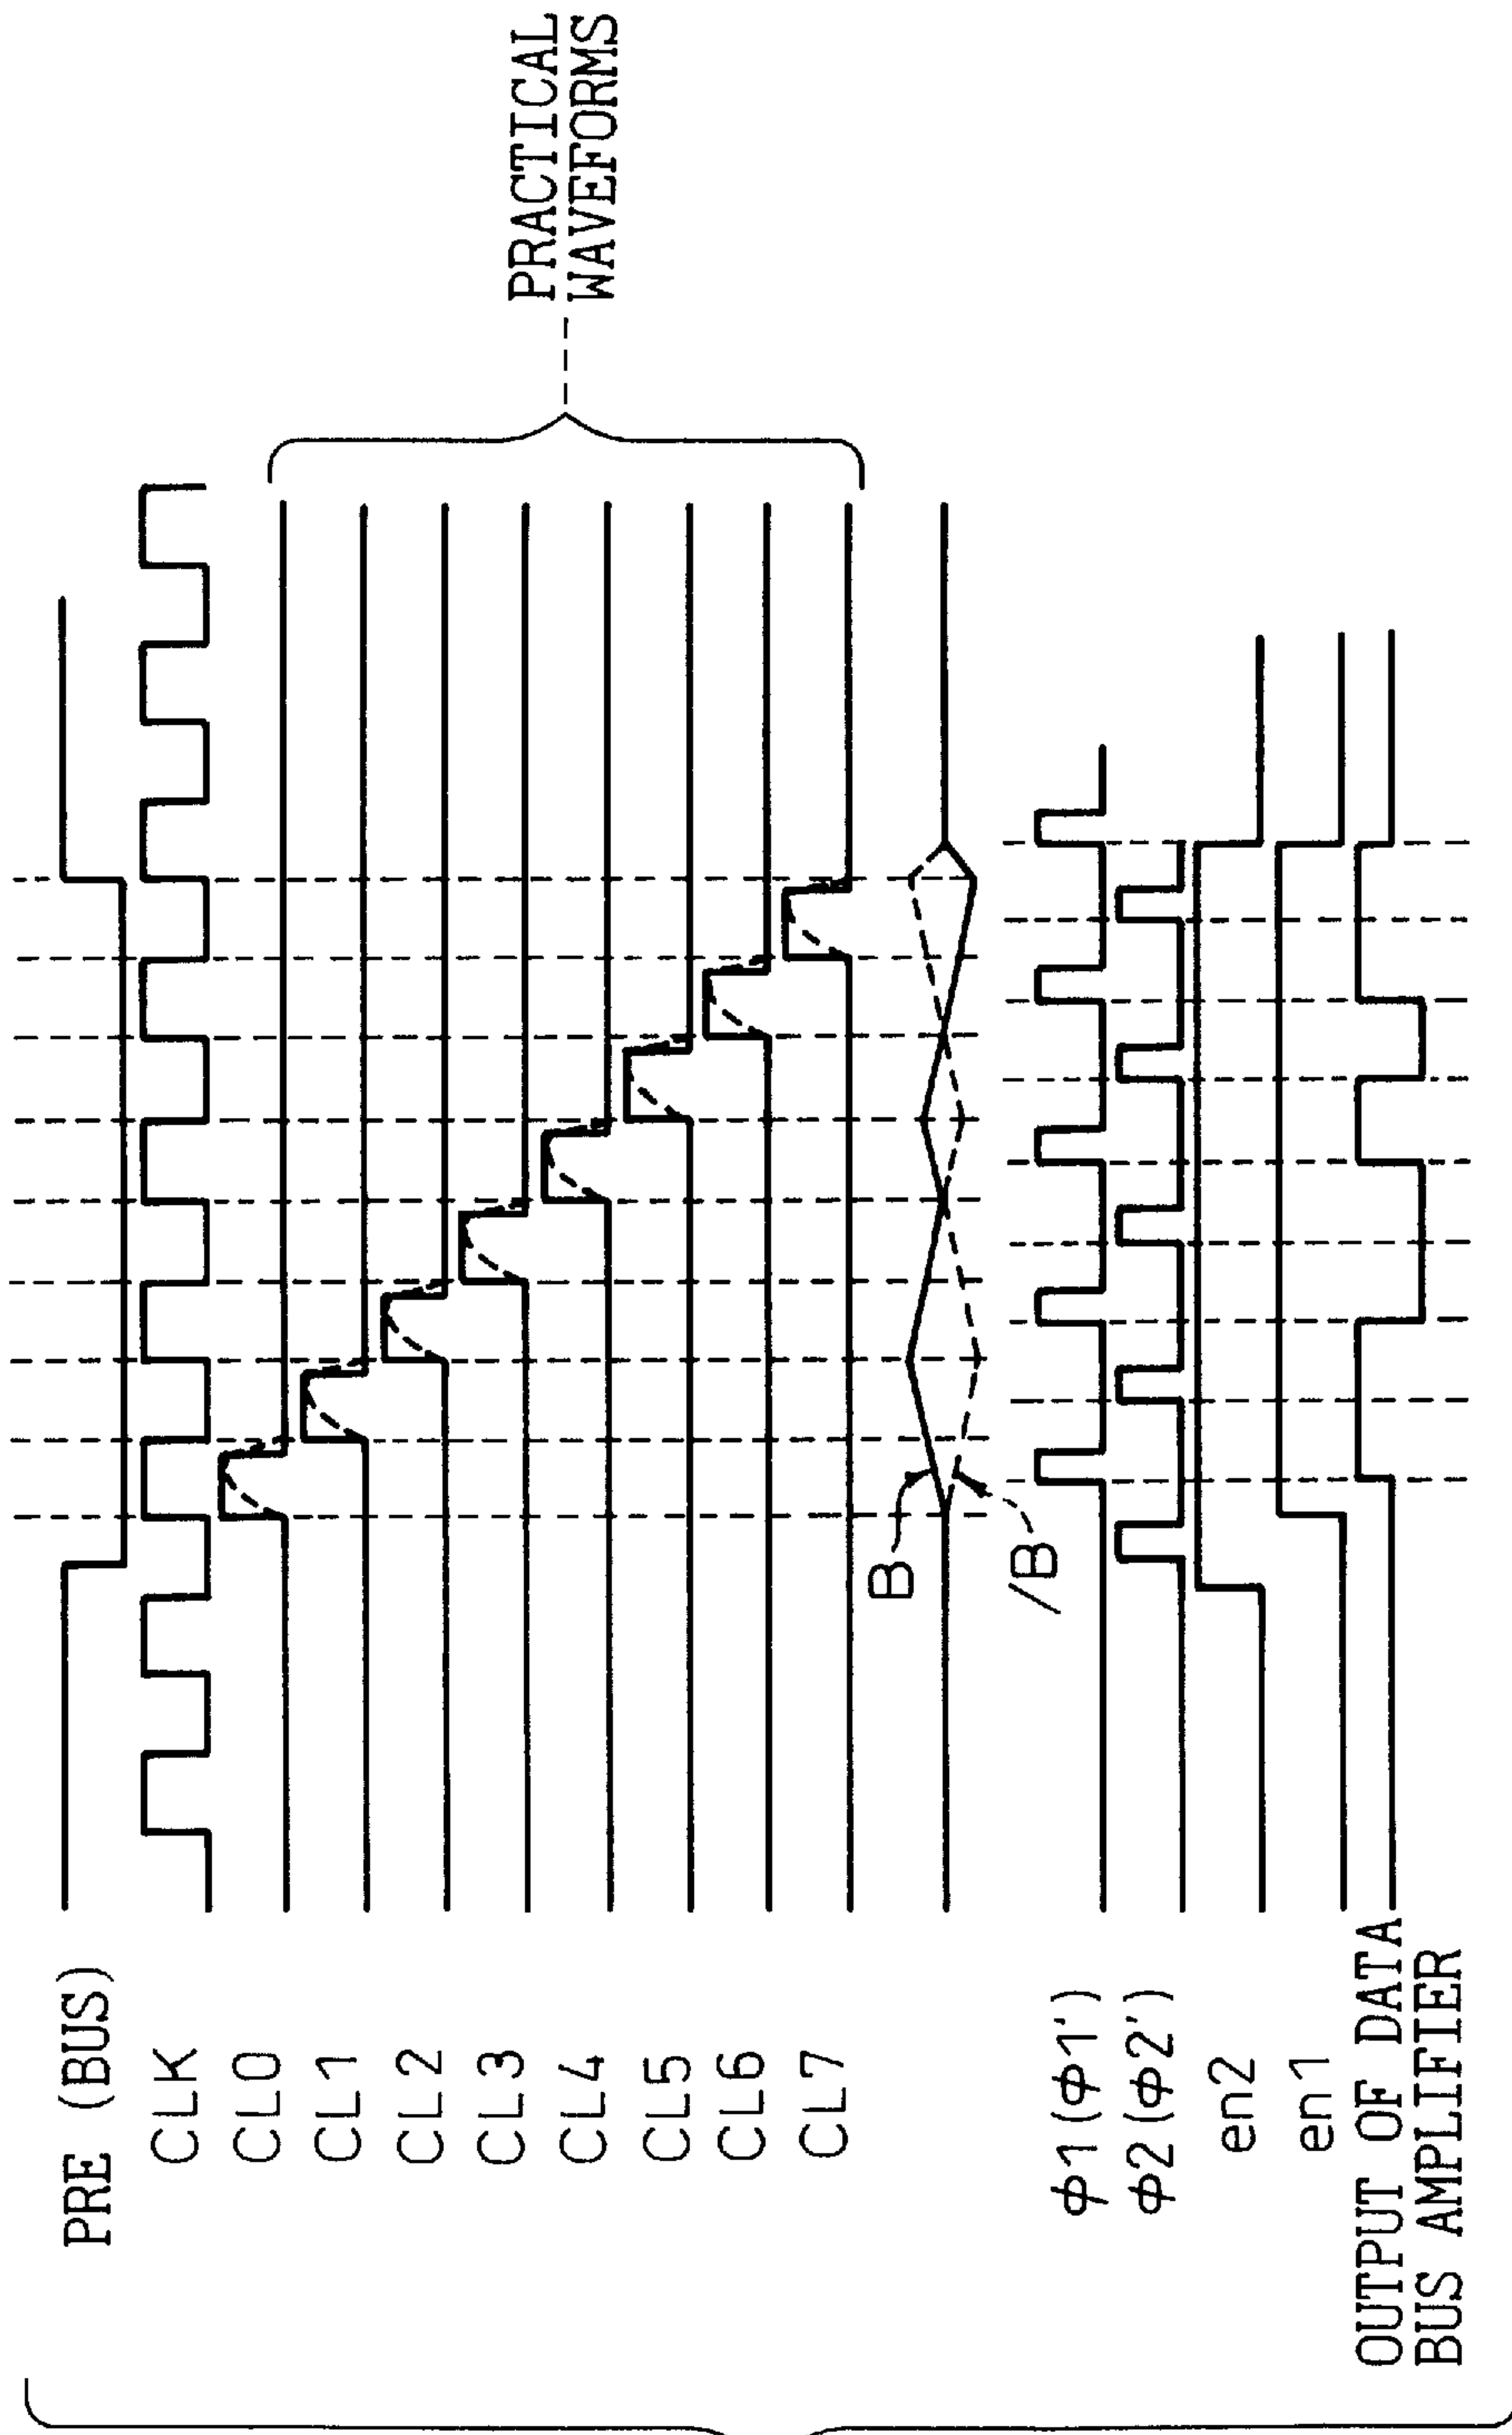 PRE (BUS)
CLK
CL0
CL1
CL2
CL3
CL4
CL5
CL6
CL7
PRACTICAL
WAVEFORMS
B
/B
Φ1(Φ1')
Φ2(Φ2')
en2
en1
OUTPUT OF DATA
BUS AMPLIFIER